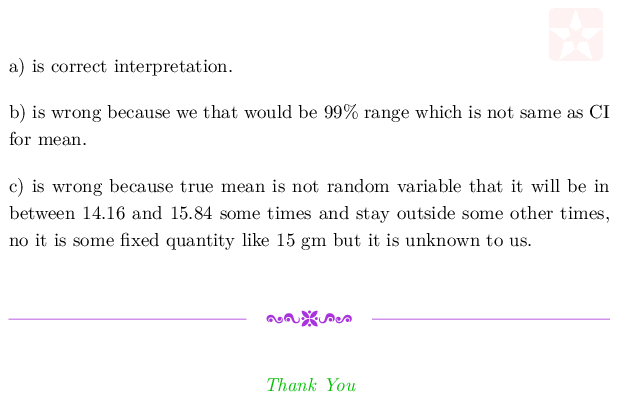 a) is correct interpretation.
b) is wrong because we that would be 99% range which is not same as CI
for mean.
c) is wrong because true mean is not random variable that it will be in
between 14.16 and 15.84 some times and stay outside some other times,
no it is some fixed quantity like 15 gm but it is unknown to us.
Thank You